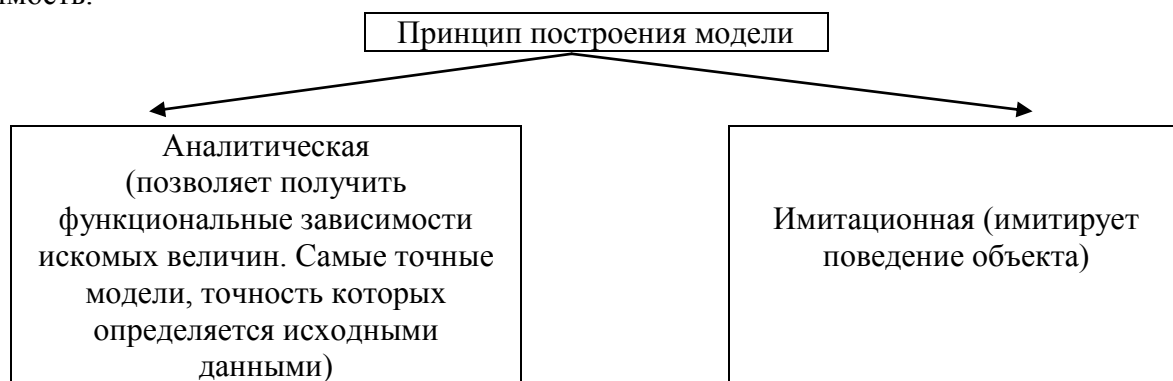 Принцип построения модели
Аналитическая
(позволяет получить
функциональные зависимости
искомых величин. Самые точные
модели, точность которых
определяется исходными
данными)
Имитационная (имитирует
поведение объекта)